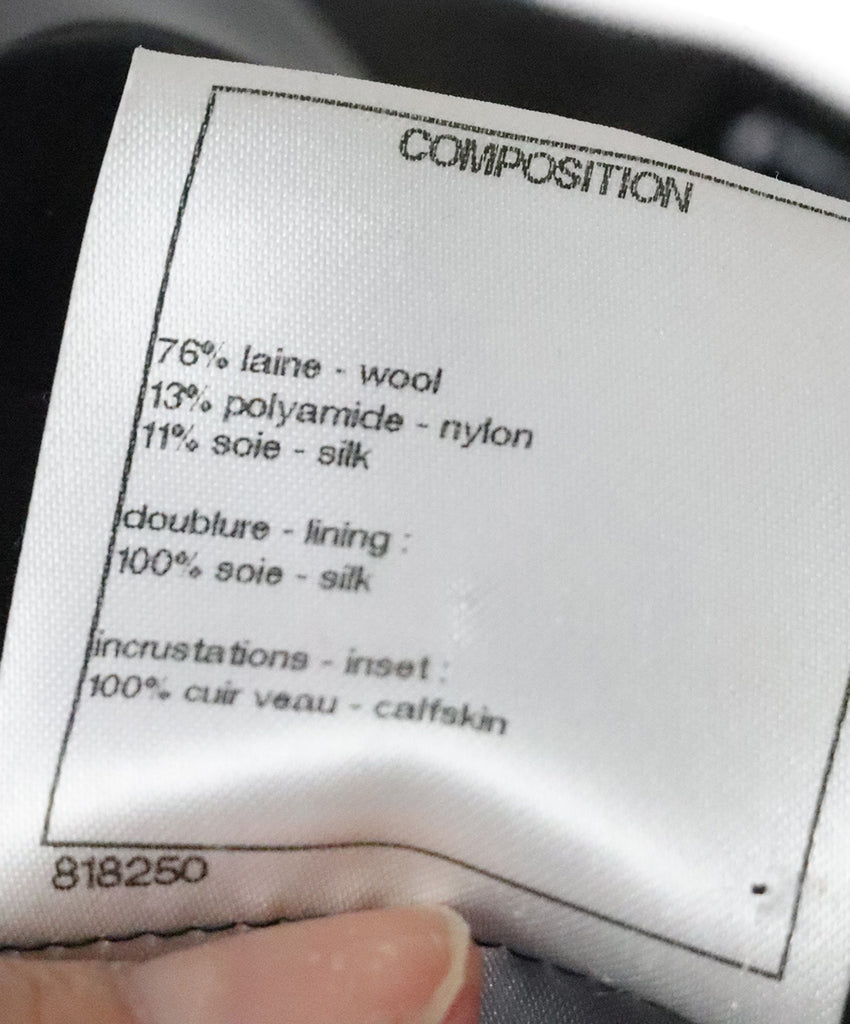 COMPOSITION
76% laine - wool
13% polyamide - nylon
11% soie - silk
doublure - lining :
100% soie - silk
incrustations - inset :
100% cuir veau - calfskin
818250